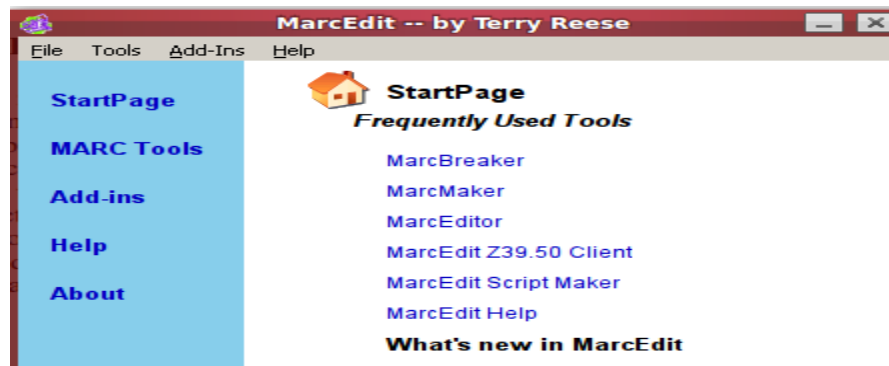 MarcEdit -- by Terry Reese
File Tools Add-Ins Help
StartPage
MARC Tools
Add-ins
Help
About
StartPage
Frequently Used Tools
MarcBreaker
MarcMaker
MarcEditor
MarcEdit Z39.50 Client
MarcEdit Script Maker
MarcEdit Help
What's new in MarcEdit